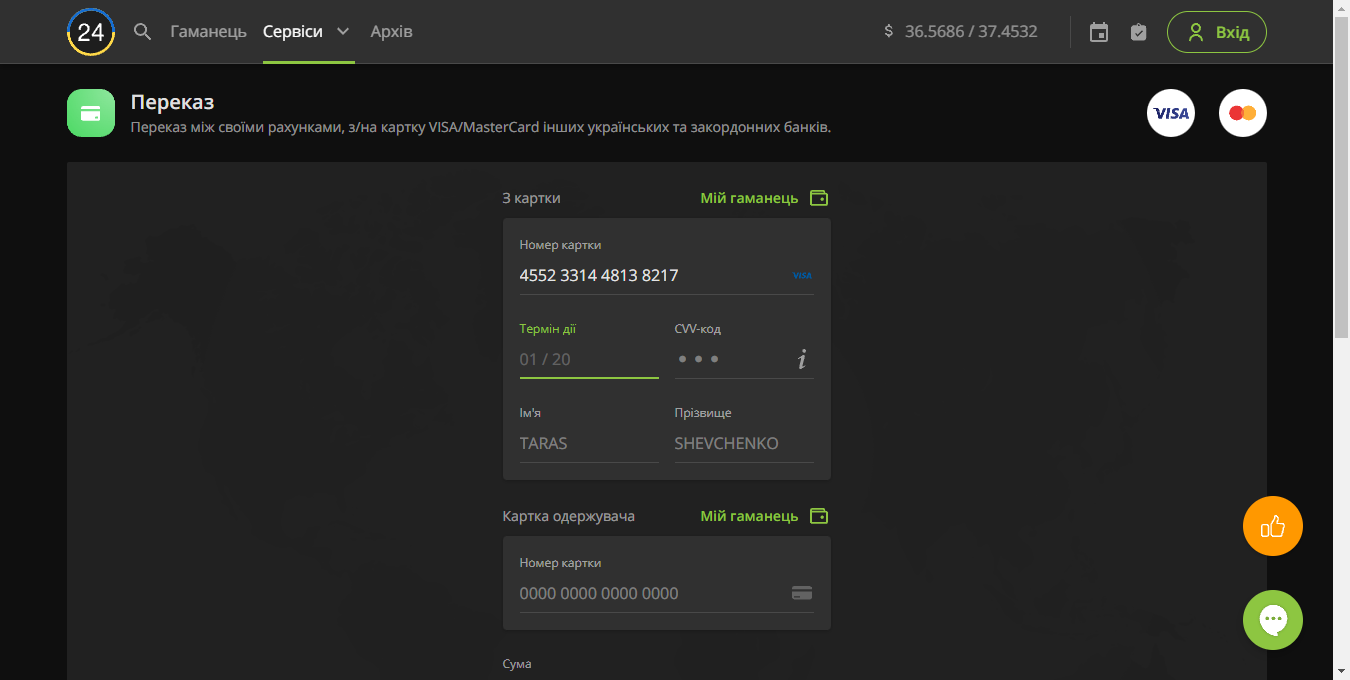 24 Гаманець Сервіси Архів $ 36.5686 / 37.4532 Вхід
Переказ
Переказ між своїми рахунками, з/на картку VISA/MasterCard інших українських та закордонних банків.
VISA
З картки Мій гаманець
Номер картки
4552 3314 4813 8217 VISA
Термін дії CVV-код
01 / 20 i
Ім'я Прізвище
TARAS SHEVCHENKO
Картка одержувача Мій гаманець
Номер картки
0000 0000 0000 0000
Сума